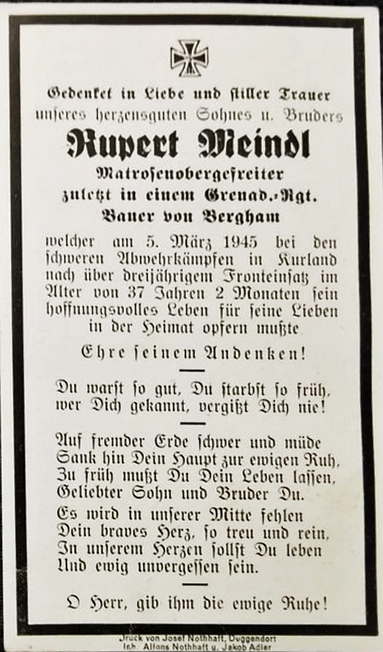 Gedenket in Liebe und stiller Trauer
unseres herzensguten Sohnes u. Bruders
Rupert Meindl
Matrosenobergefreiter
zuletzt in einem Grenad.-Rgt.
Bauer von Bergham
welcher am 5. März 1945 bei den
schweren Abwehrkämpfen in Kurland
nach über dreijährigem Fronteinsatz im
Alter von 37 Jahren 2 Monaten sein
hoffnungsvolles Leben für seine Lieben
in der Heimat opfern mußte
Ehre seinem Andenken!
Du warst so gut, Du starbst so früh,
wer Dich gekannt, vergißt Dich nie!
Auf fremder Erde schwer und müde
Sank hin Dein Haupt zur ewigen Ruh,
Zu früh mußt Du Dein Leben lassen,
Geliebter Sohn und Bruder Du.
Es wird in unserer Mitte fehlen
Dein braves Herz, so treu und rein,
In unserem Herzen sollst Du leben
Und ewig unvergessen sein.
O Herr, gib ihm die ewige Ruhe!
Druck von Josef Nothhaft, Duggendorf
Inh. Alfons Nothhaft u. Jakob Adler